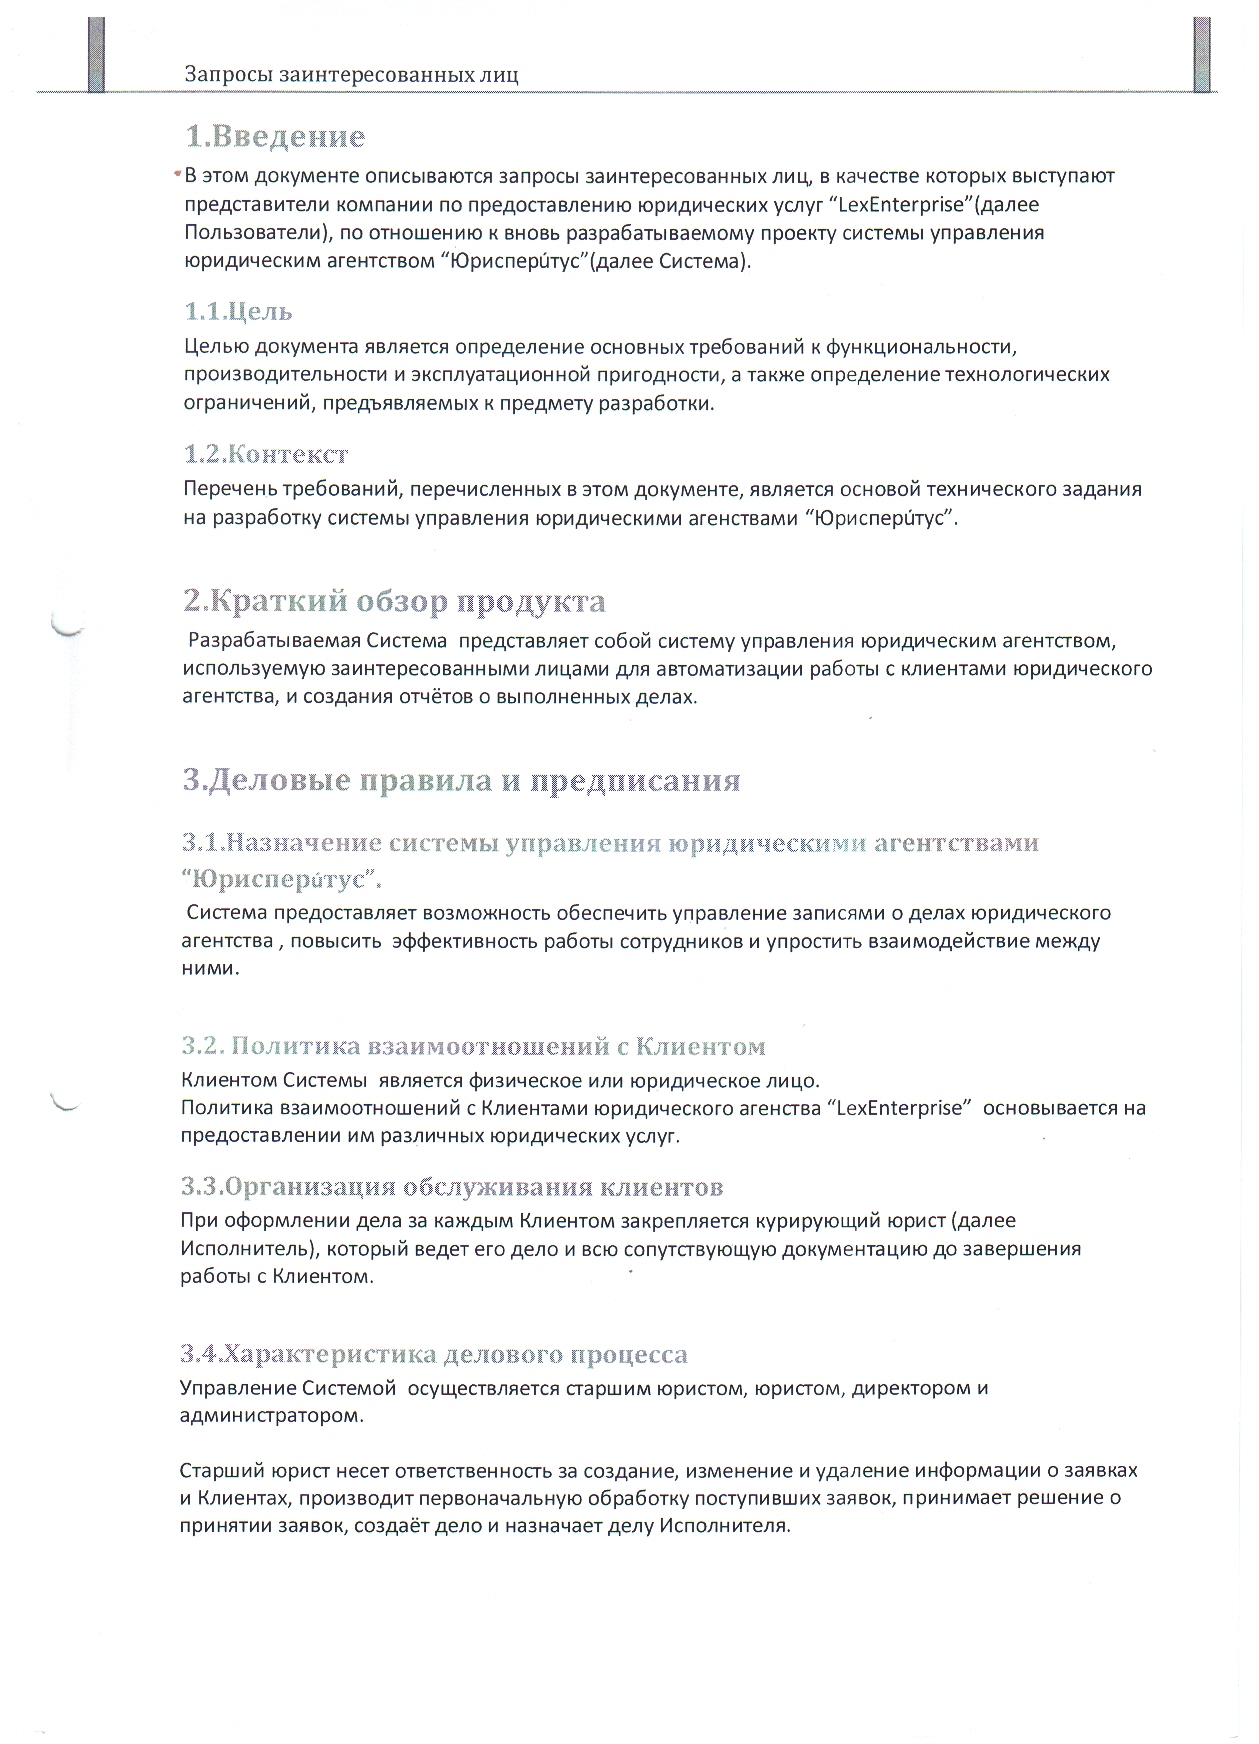 Запросы заинтересованных лиц
1.Введение
В этом документе описываются запросы заинтересованных лиц, в качестве которых выступают
представители компании по предоставлению юридических услуг “LexEnterprise”(далее
Пользователи), по отношению к вновь разрабатываемому проекту системы управления
юридическим агентством “Юрисперúтус”(далее Система).
1.1.Цель
Целью документа является определение основных требований к функциональности,
производительности и эксплуатационной пригодности, а также определение технологических
ограничений, предъявляемых к предмету разработки.
1.2.Контекст
Перечень требований, перечисленных в этом документе, является основой технического задания
на разработку системы управления юридическими агенствами “Юрисперúтус”.
2.Краткий обзор продукта
Разрабатываемая Система представляет собой систему управления юридическим агентством,
используемую заинтересованными лицами для автоматизации работы с клиентами юридического
агентства, и создания отчётов о выполненных делах.
3.Деловые правила и предписания
3.1.Назначение системы управления юридическими агентствами
“Юрисперúтус”.
Система предоставляет возможность обеспечить управление записями о делах юридического
агентства , повысить эффективность работы сотрудников и упростить взаимодействие между
ними.
3.2. Политика взаимоотношений с Клиентом
Клиентом Системы является физическое или юридическое лицо.
Политика взаимоотношений с Клиентами юридического агенства “LexEnterprise” основывается на
предоставлении им различных юридических услуг.
3.3.Организация обслуживания клиентов
При оформлении дела за каждым Клиентом закрепляется курирующий юрист (далее
Исполнитель), который ведет его дело и всю сопутствующую документацию до завершения
работы с Клиентом.
3.4.Характеристика делового процесса
Управление Системой осуществляется старшим юристом, юристом, директором и
администратором.
Старший юрист несет ответственность за создание, изменение и удаление информации о заявках
и Клиентах, производит первоначальную обработку поступивших заявок, принимает решение о
принятии заявок, создаёт дело и назначает делу Исполнителя.